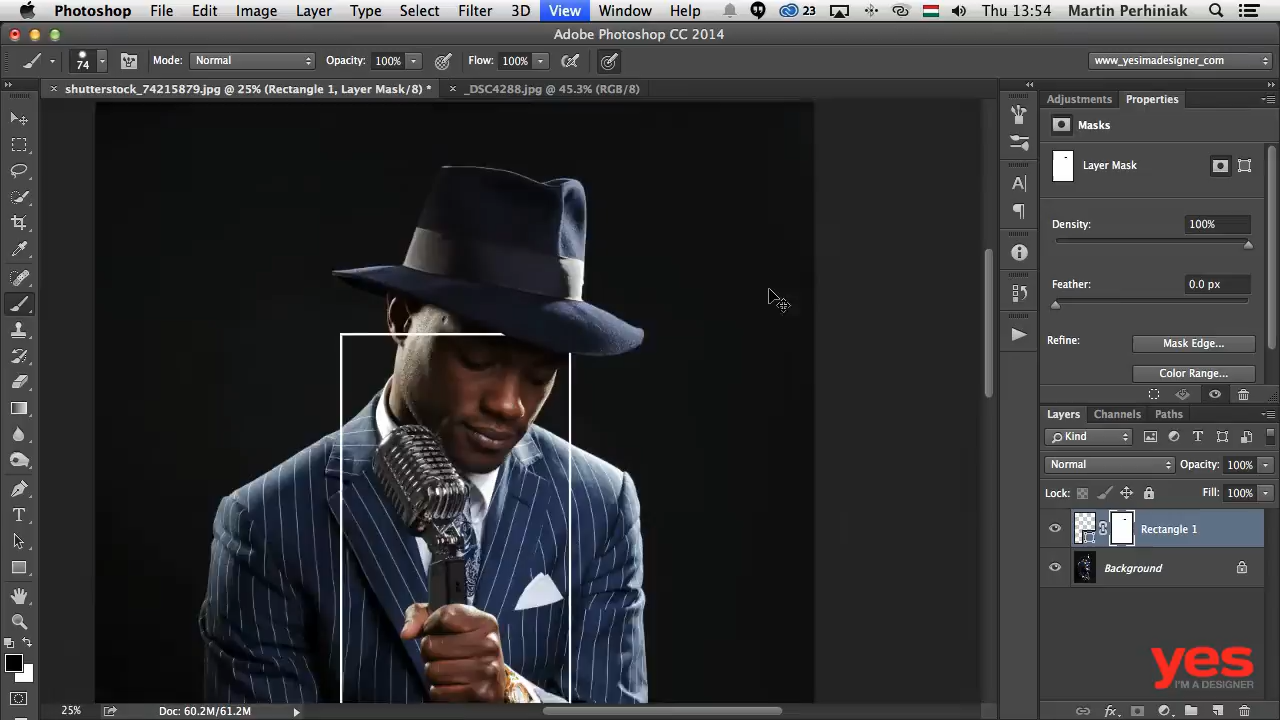 Photoshop File Edit Image Layer Type Select Filter 3D View Window Help 23 Thu 13:54 Martin Perhiniak
Adobe Photoshop CC 2014
74 Mode: Normal Opacity: 100% Flow: 100% www.yesimadesigner.com
shutterstock_74215879.jpg @ 25% (Rectangle 1, Layer Mask/8) * _DSC4288.jpg @ 45.3% (RGB/8)
Adjustments Properties
Masks
Layer Mask
Density: 100%
Feather: 0.0 px
Refine: Mask Edge...
Color Range...
Layers Channels Paths
Kind
Normal Opacity: 100%
Lock: Fill: 100%
Rectangle 1
Background
yes
I'M A DESIGNER
25% Doc: 60.2M/61.2M